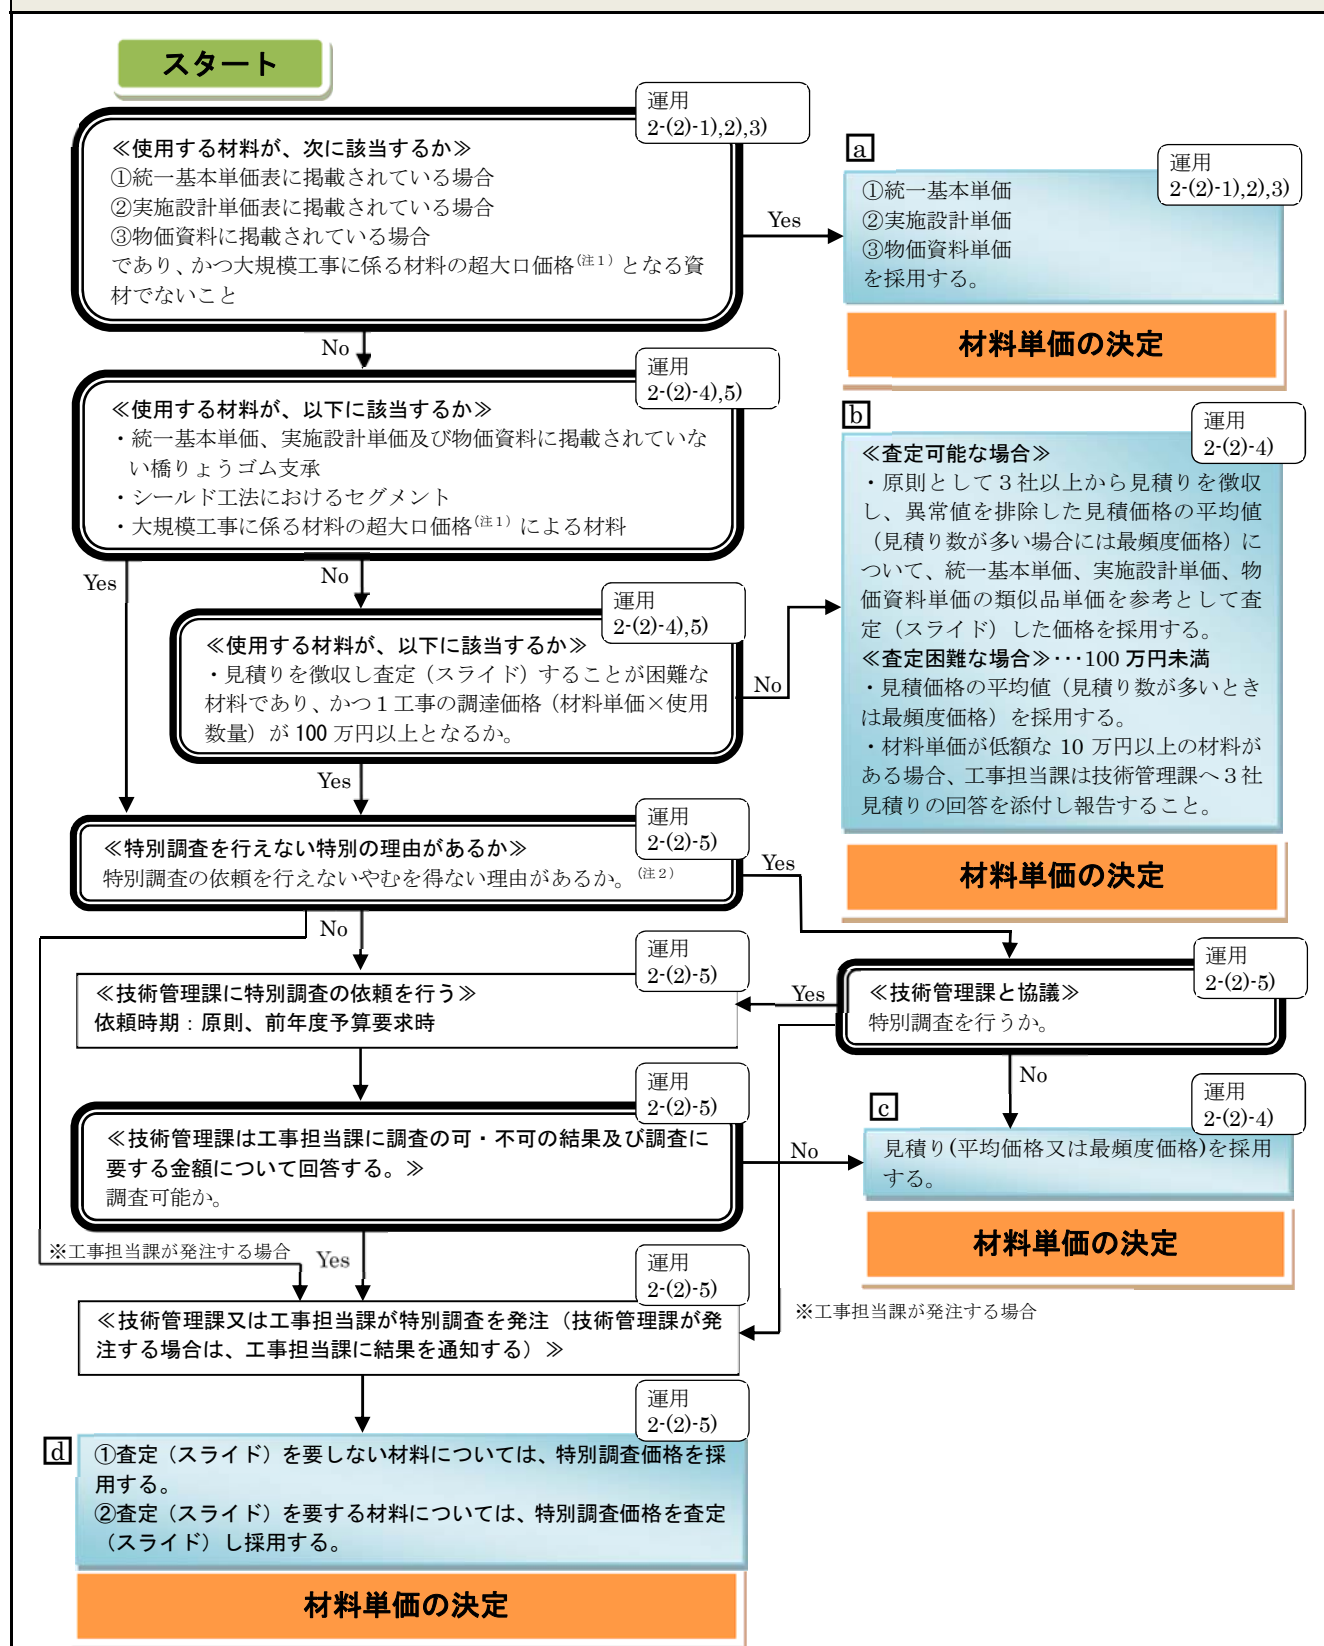 スタート
運用
2-(2)-1),2),3)
≪使用する材料が、次に該当するか≫
①統一基本単価表に掲載されている場合
②実施設計単価表に掲載されている場合
③物価資料に掲載されている場合
であり、かつ大規模工事に係る材料の超大口価格(注1)となる資
材でないこと
Yes
a
運用
2-(2)-1),2),3)
①統一基本単価
②実施設計単価
③物価資料単価
を採用する。
材料単価の決定
No
運用
2-(2)-4),5)
≪使用する材料が、以下に該当するか≫
・統一基本単価、実施設計単価及び物価資料に掲載されていな
い橋りょうゴム支承
・シールド工法におけるセグメント
・大規模工事に係る材料の超大口価格(注1)による材料
b
運用
2-(2)-4)
≪査定可能な場合≫
・原則として3社以上から見積りを徴収
し、異常値を排除した見積価格の平均値
（見積り数が多い場合には最頻度価格）に
ついて、統一基本単価、実施設計単価、物
価資料単価の類似品単価を参考として査
定（スライド）した価格を採用する。
≪査定困難な場合≫･･･100 万円未満
・見積価格の平均値（見積り数が多いとき
は最頻度価格）を採用する。
・材料単価が低額な 10 万円以上の材料が
ある場合、工事担当課は技術管理課へ3社
見積りの回答を添付し報告すること。
材料単価の決定
Yes
No
運用
2-(2)-4),5)
≪使用する材料が、以下に該当するか≫
・見積りを徴収し査定（スライド）することが困難な
材料であり、かつ1工事の調達価格（材料単価×使用
数量）が 100 万円以上となるか。
No
Yes
運用
2-(2)-5)
≪特別調査を行えない特別の理由があるか≫
特別調査の依頼を行えないやむを得ない理由があるか。(注2)
Yes
No
運用
2-(2)-5)
≪技術管理課に特別調査の依頼を行う≫
依頼時期：原則、前年度予算要求時
Yes
運用
2-(2)-5)
≪技術管理課と協議≫
特別調査を行うか。
No
運用
2-(2)-5)
≪技術管理課は工事担当課に調査の可・不可の結果及び調査に
要する金額について回答する。≫
調査可能か。
No
c
運用
2-(2)-4)
見積り(平均価格又は最頻度価格)を採用
する。
材料単価の決定
※工事担当課が発注する場合
Yes
運用
2-(2)-5)
≪技術管理課又は工事担当課が特別調査を発注（技術管理課が発
注する場合は、工事担当課に結果を通知する）≫
※工事担当課が発注する場合
運用
2-(2)-5)
d
①査定（スライド）を要しない材料については、特別調査価格を採
用する。
②査定（スライド）を要する材料については、特別調査価格を査定
（スライド）し採用する。
材料単価の決定